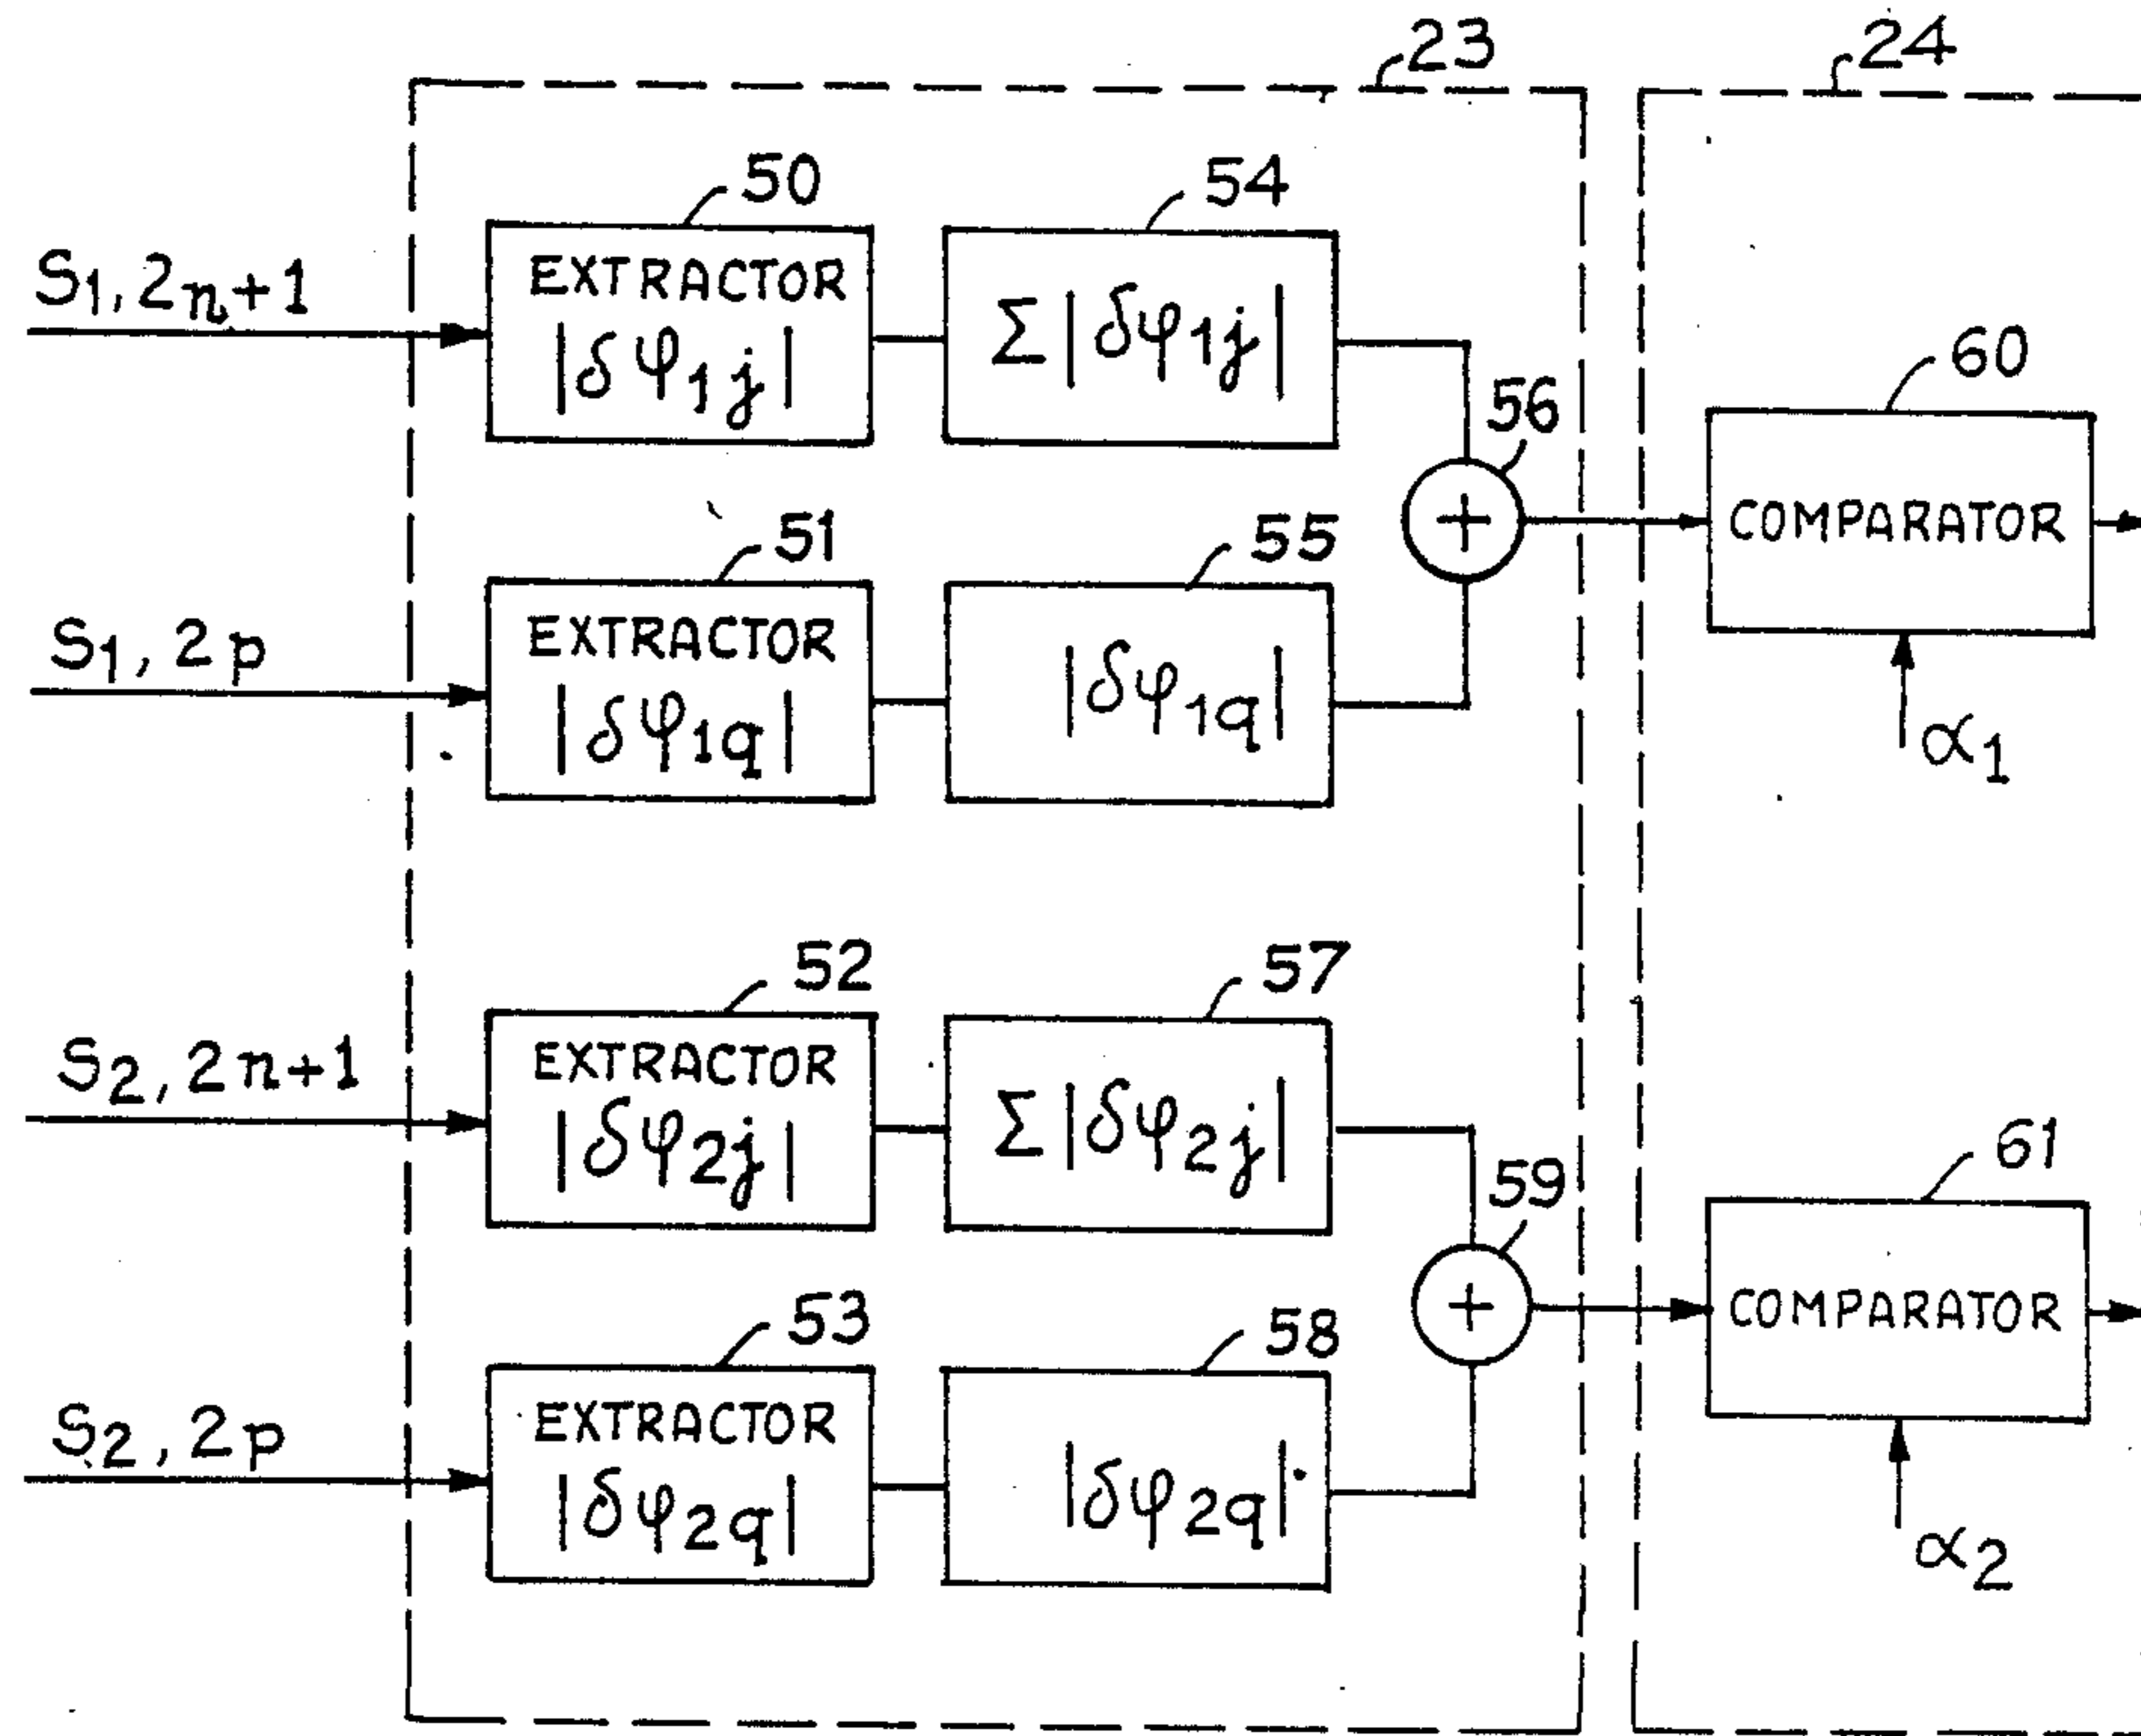 23
24
50
54
S1, 2n+1
EXTRACTOR
|δφ1j|
Σ|δφ1j|
56
60
COMPARATOR
α1
51
55
S1, 2p
EXTRACTOR
|δφ1q|
|δφ1q|
+
52
57
S2, 2n+1
EXTRACTOR
|δφ2j|
Σ|δφ2j|
59
61
COMPARATOR
α2
53
58
S2, 2p
EXTRACTOR
|δφ2q|
|δφ2q|
+